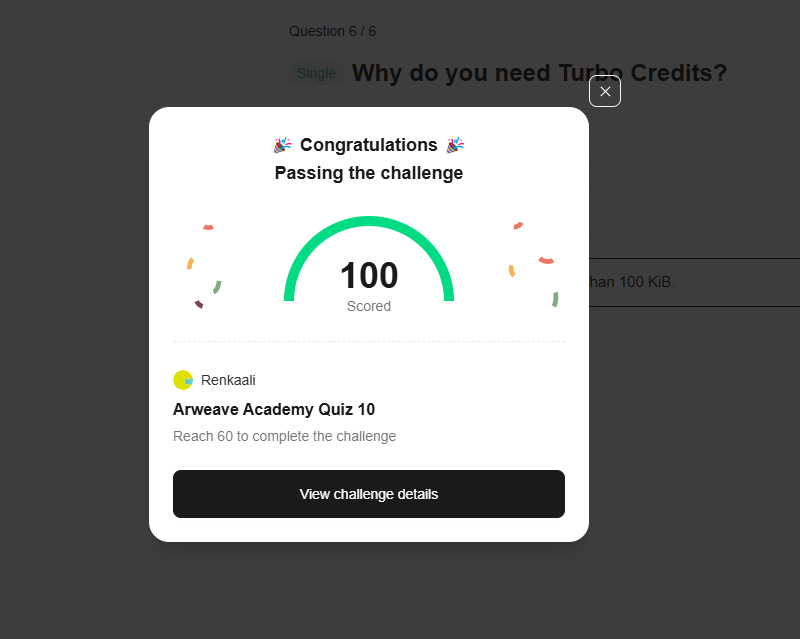 Question 6 / 6
Single Why do you need Turbo Credits?
Congratulations
Passing the challenge
100
Scored
han 100 KiB.
Renkaali
Arweave Academy Quiz 10
Reach 60 to complete the challenge
View challenge details